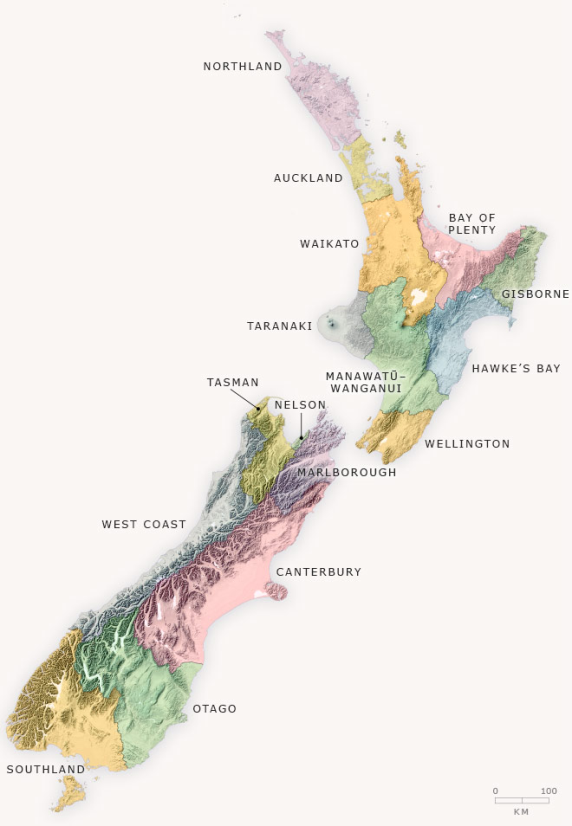 NORTHLAND
AUCKLAND
BAY OF
PLENTY
WAIKATO
GISBORNE
TARANAKI
HAWKE'S BAY
MANAWATŪ–
WANGANUI
TASMAN
NELSON
WELLINGTON
MARLBOROUGH
WEST COAST
CANTERBURY
OTAGO
SOUTHLAND
0 100
KM